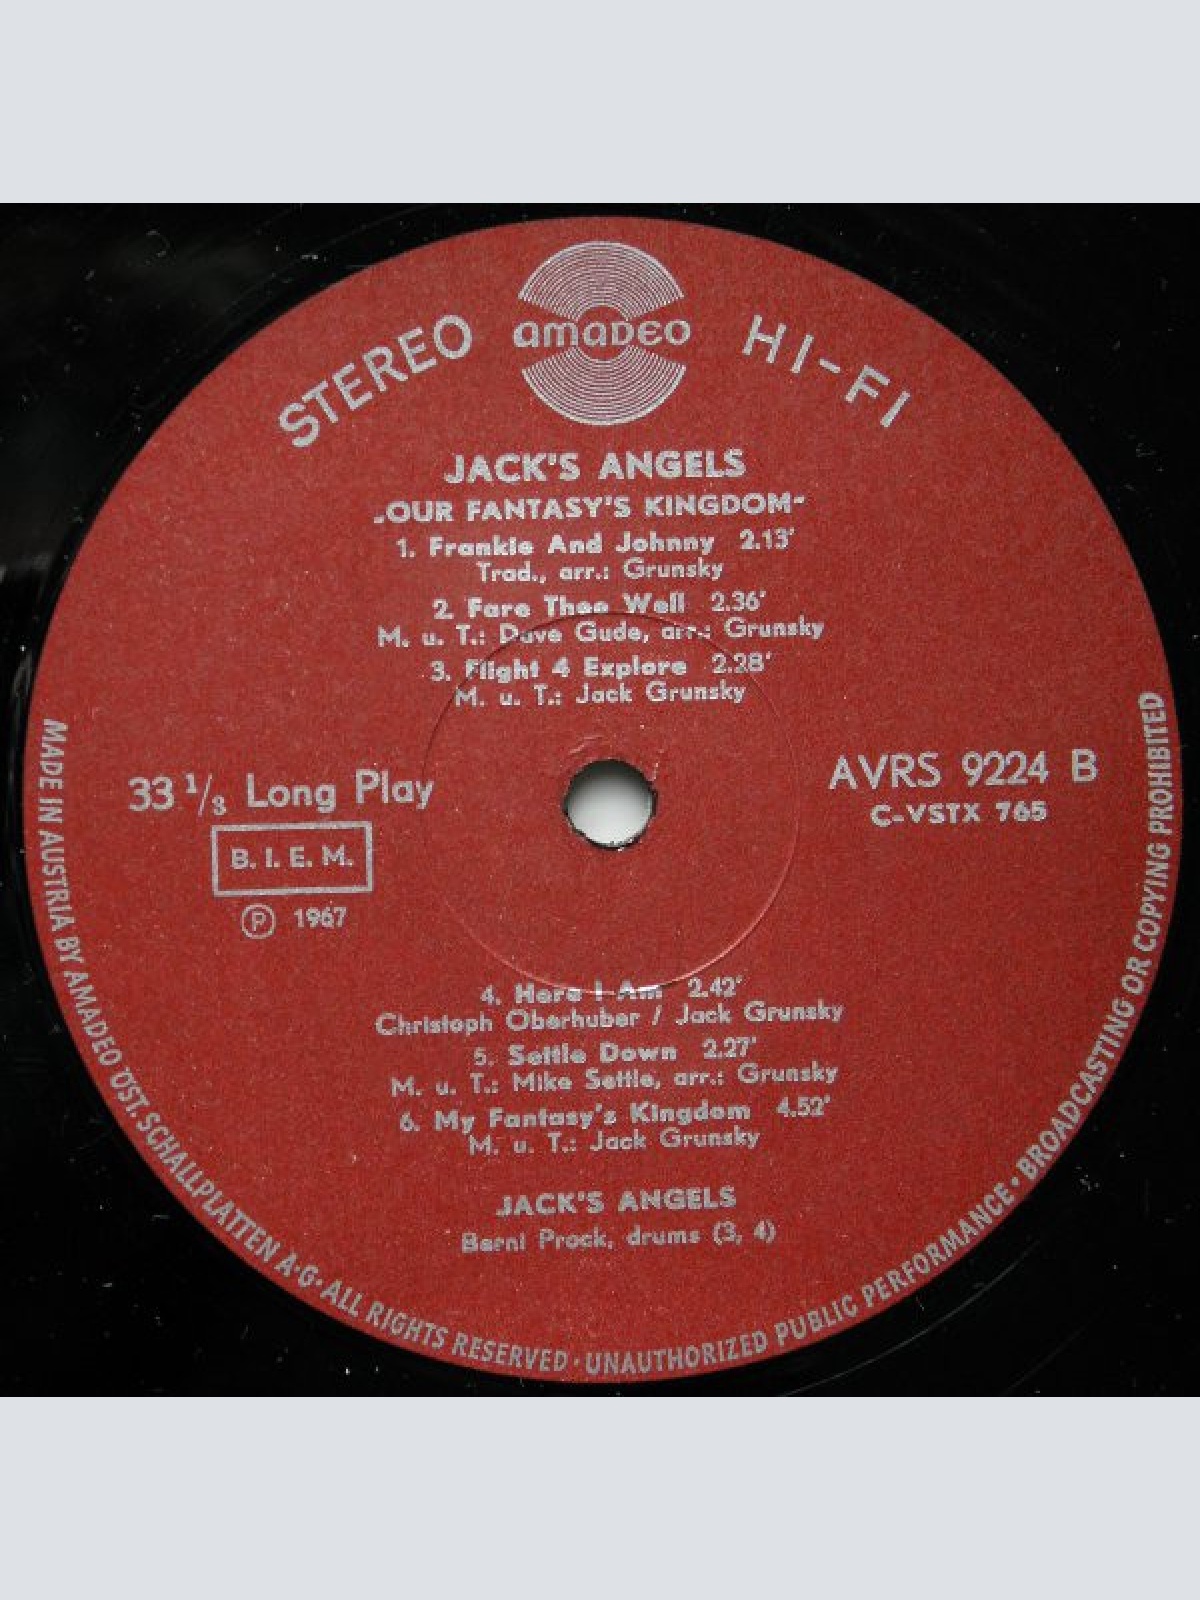 STEREO amadeo HI-FI
JACK'S ANGELS
„OUR FANTASY'S KINGDOM"
1. Frankie And Johnny 2.13'
Trad., arr.: Grunsky
2. Fare Thee Well 2.36'
M. u. T.: Dave Gude, arr.: Grunsky
3. Flight 4 Explore 2.28'
M. u. T.: Jack Grunsky
33 1/3 Long Play
B. I. E. M.
Ⓟ 1967
AVRS 9224 B
C-VSTX 765
4. Here I Am 2.42'
Christoph Oberhuber / Jack Grunsky
5. Settle Down 2.27'
M. u. T.: Mike Settle, arr.: Grunsky
6. My Fantasy's Kingdom 4.52'
M. u. T.: Jack Grunsky
JACK'S ANGELS
Berni Prock, drums (3, 4)
MADE IN AUSTRIA BY AMADEO ÖST. SCHALLPLATTEN A·G· ALL RIGHTS RESERVED · UNAUTHORIZED PUBLIC PERFORMANCE · BROADCASTING OR COPYING PROHIBITED